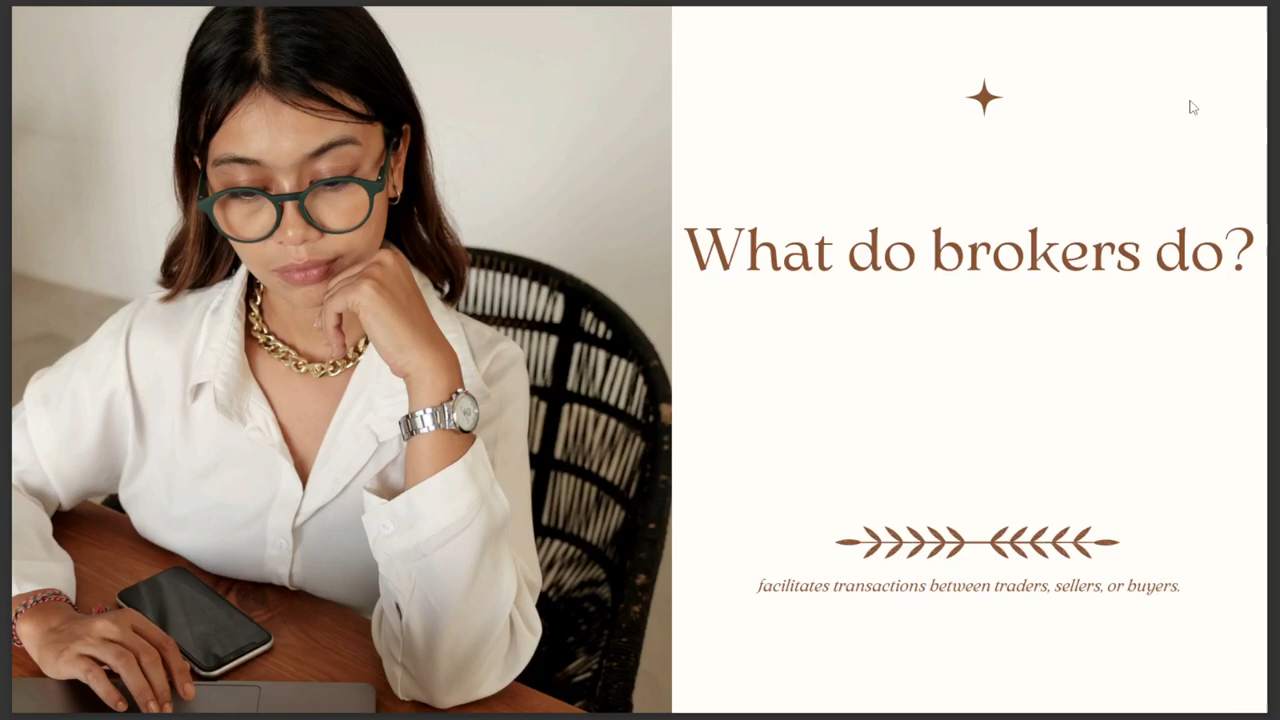 What do brokers do?
facilitates transactions between traders, sellers, or buyers.